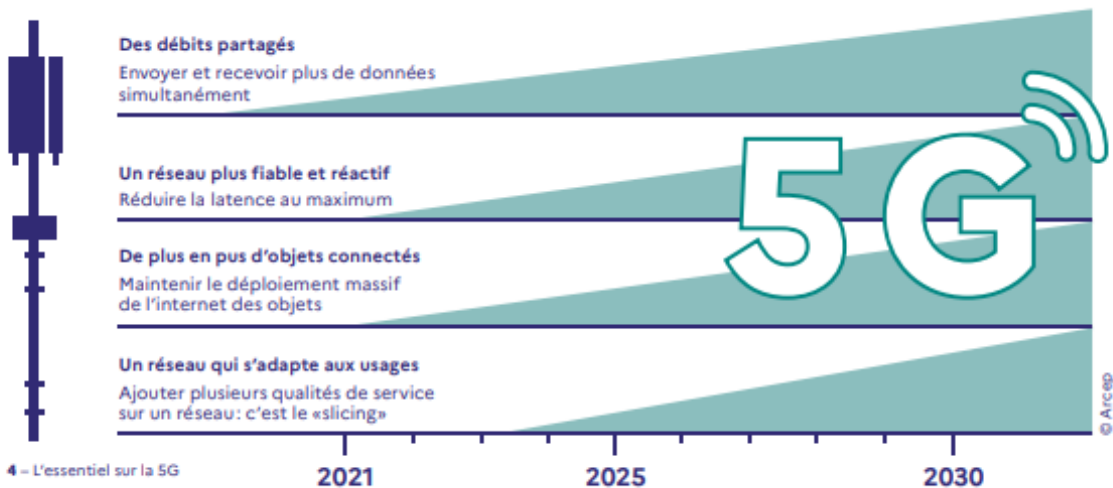 Des débits partagés
Envoyer et recevoir plus de données
simultanément
Un réseau plus fiable et réactif
Réduire la latence au maximum
De plus en pus d'objets connectés
Maintenir le déploiement massif
de l'internet des objets
Un réseau qui s'adapte aux usages
Ajouter plusieurs qualités de service
sur un réseau: c'est le «slicing»
5G
© Arcep
2021 2025 2030
4 – L'essentiel sur la 5G